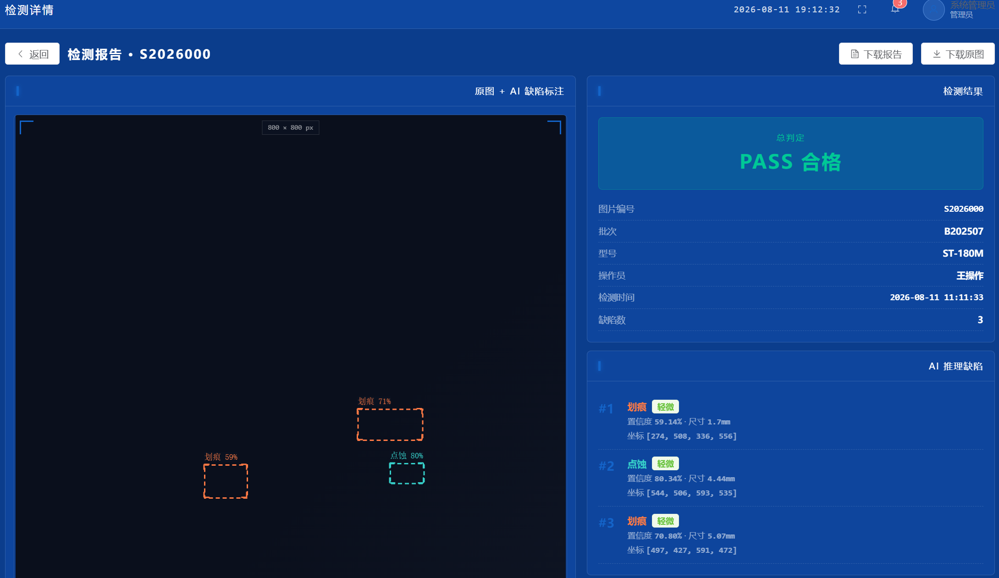 检测详情
2026-08-11 19:12:32
3
系统管理员
管理员
返回
检测报告 • S2026000
下载报告
下载原图
原图 + AI 缺陷标注
800 × 800 px
划痕 71%
划痕 59%
点蚀 80%
检测结果
总判定
PASS 合格
图片编号 S2026000
批次 B202507
型号 ST-180M
操作员 王操作
检测时间 2026-08-11 11:11:33
缺陷数 3
AI 推理缺陷
#1 划痕 轻微
置信度 59.14% · 尺寸 1.7mm
坐标 [274, 508, 336, 556]
#2 点蚀 轻微
置信度 80.34% · 尺寸 4.44mm
坐标 [544, 506, 593, 535]
#3 划痕 轻微
置信度 70.80% · 尺寸 5.07mm
坐标 [497, 427, 591, 472]